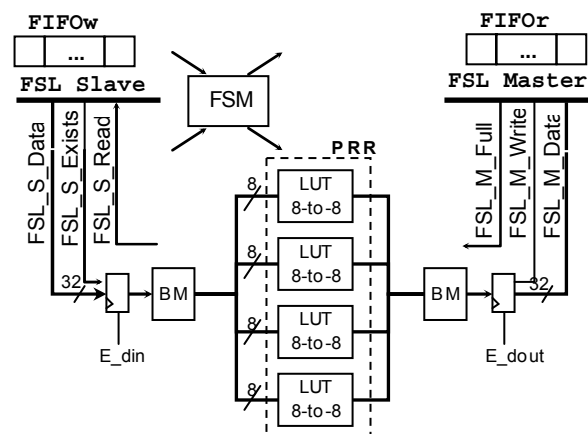 FIFOw
...
FSL Slave
FSL_S_Data
FSL_S_Exists
FSL_S_Read
FSM
FIFOr
...
FSL Master
FSL_M_Full
FSL_M_Write
FSL_M_Data
PRR
8
LUT
8-to-8
8
LUT
8-to-8
32
BM
8
LUT
8-to-8
BM
32
E_din
E_dout
8
LUT
8-to-8